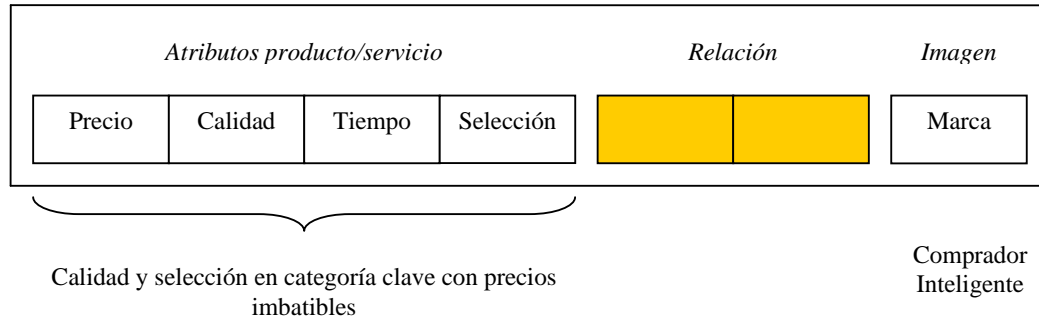 Atributos producto/servicio
Relación
Imagen
Precio
Calidad
Tiempo
Selección
Marca
Calidad y selección en categoría clave con precios
imbatibles
Comprador
Inteligente